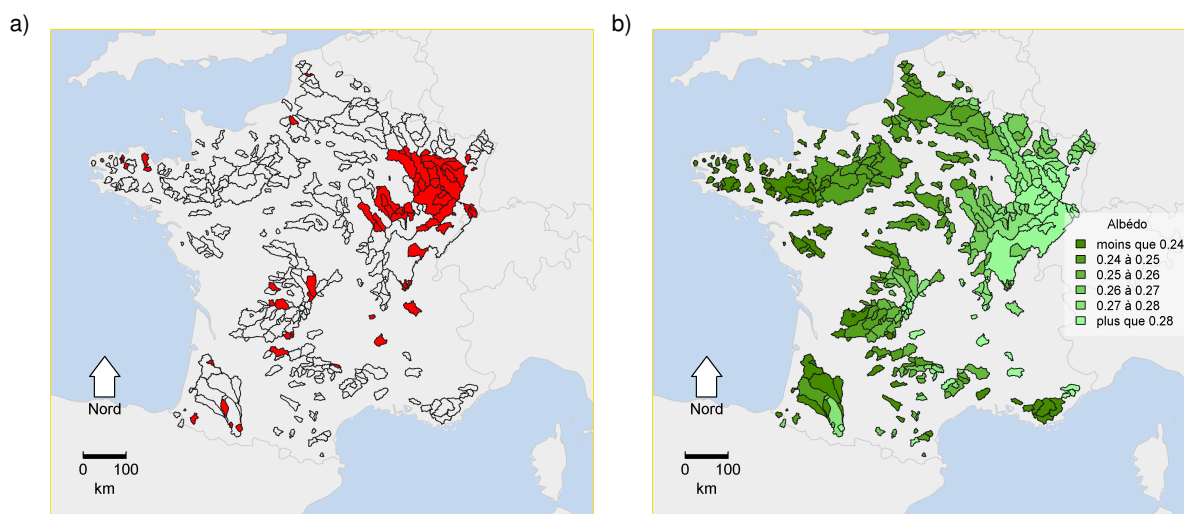 a)
Nord
0 100
km
b)
Albédo
moins que 0.24
0.24 à 0.25
0.25 à 0.26
0.26 à 0.27
0.27 à 0.28
plus que 0.28
Nord
0 100
km